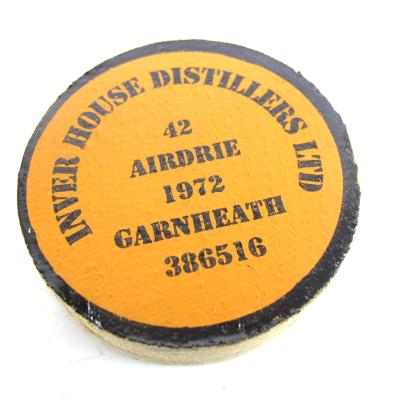 INVER HOUSE DISTILLERS LTD
42
AIRDRIE
1972
GARNHEATH
386516